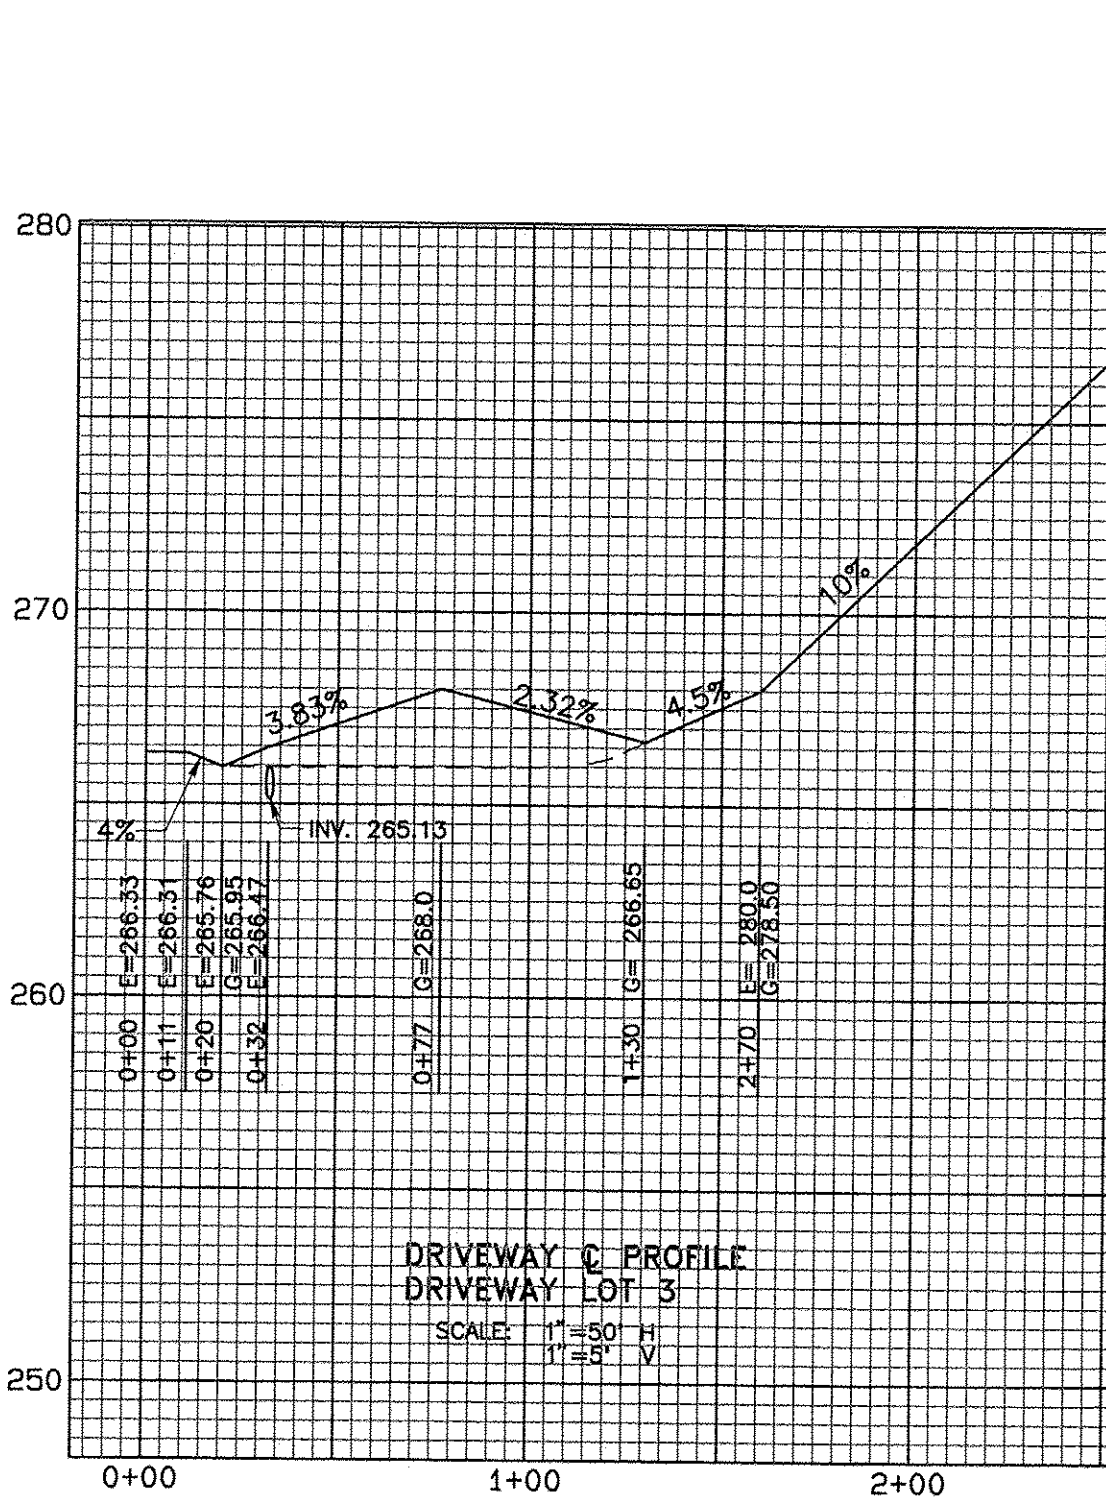 280
270
260
250
3.83%
2.32%
4.5%
10%
4%
INV. 265.13
0+00 E=266.33
0+11 E=266.31
0+20 E=265.76
G=265.95
0+32 E=266.47
0+77 G=268.0
1+30 G= 266.65
2+70 E= 280.0
G=278.50
DRIVEWAY ℄ PROFILE
DRIVEWAY LOT 3
SCALE: 1"=50' H
1"=5' V
0+00 1+00 2+00